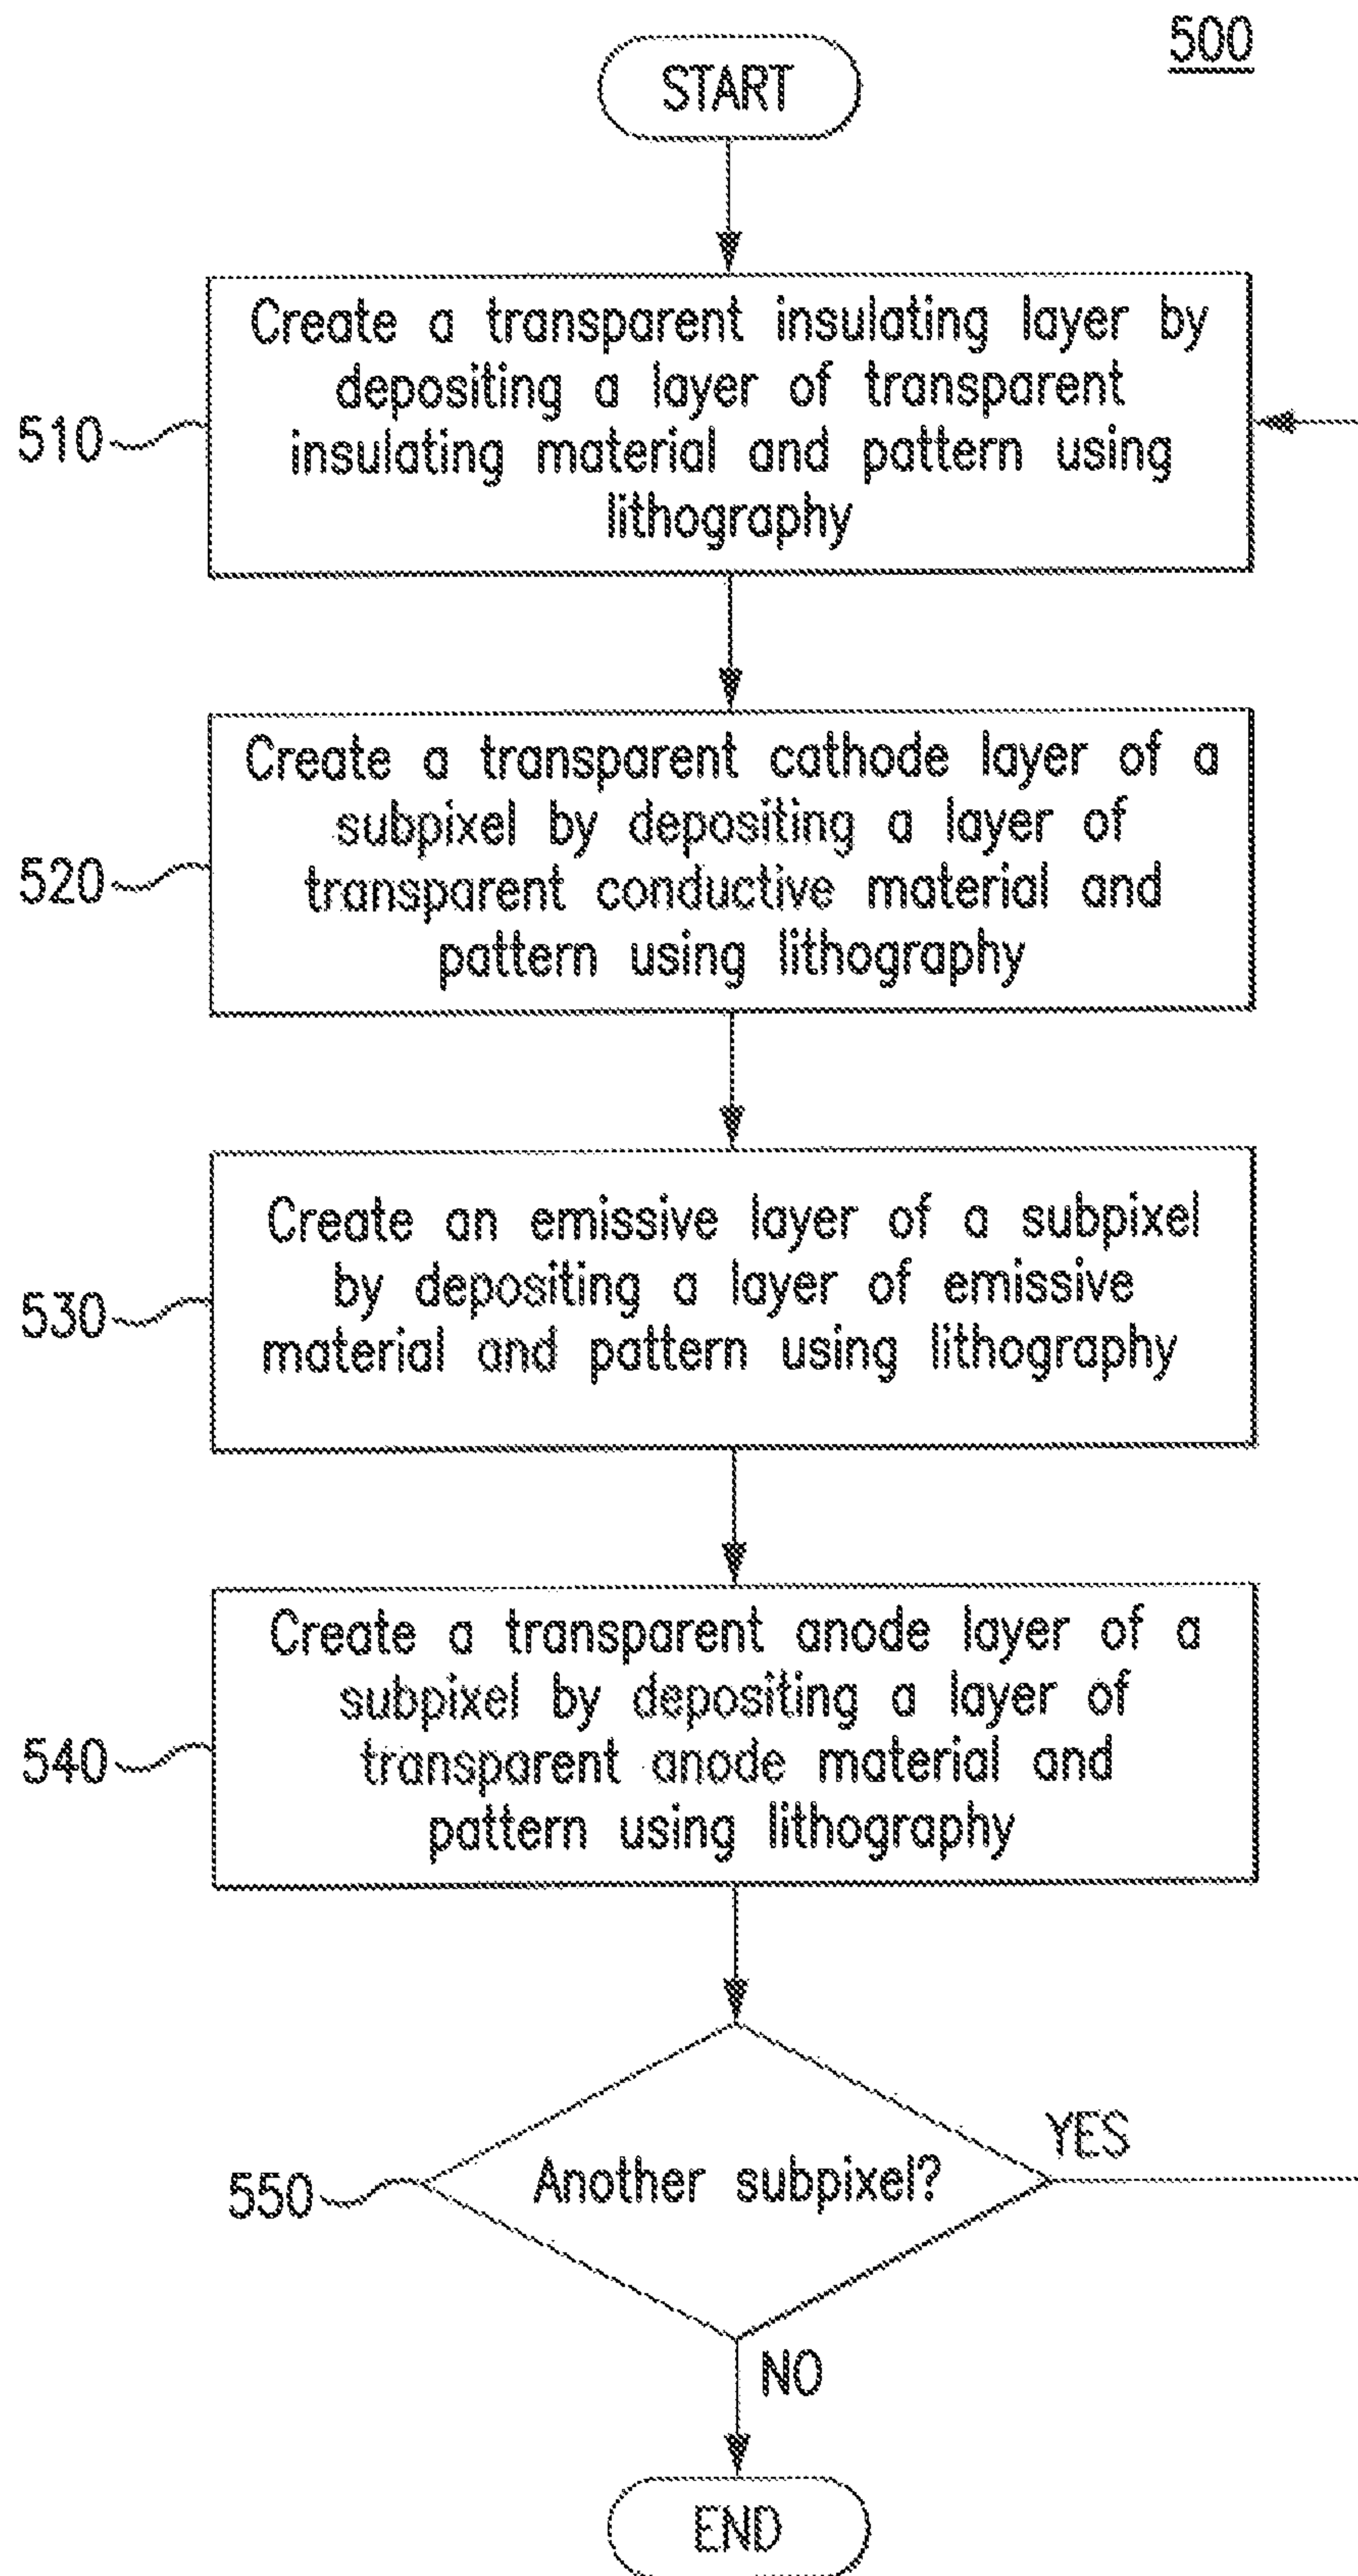 500
START
Create a transparent insulating layer by
depositing a layer of transparent
insulating material and pattern using
lithography
510
Create a transparent cathode layer of a
subpixel by depositing a layer of
transparent conductive material and
pattern using lithography
520
Create an emissive layer of a subpixel
by depositing a layer of emissive
material and pattern using lithography
530
Create a transparent anode layer of a
subpixel by depositing a layer of
transparent anode material and
pattern using lithography
540
Another subpixel?
550
YES
NO
END